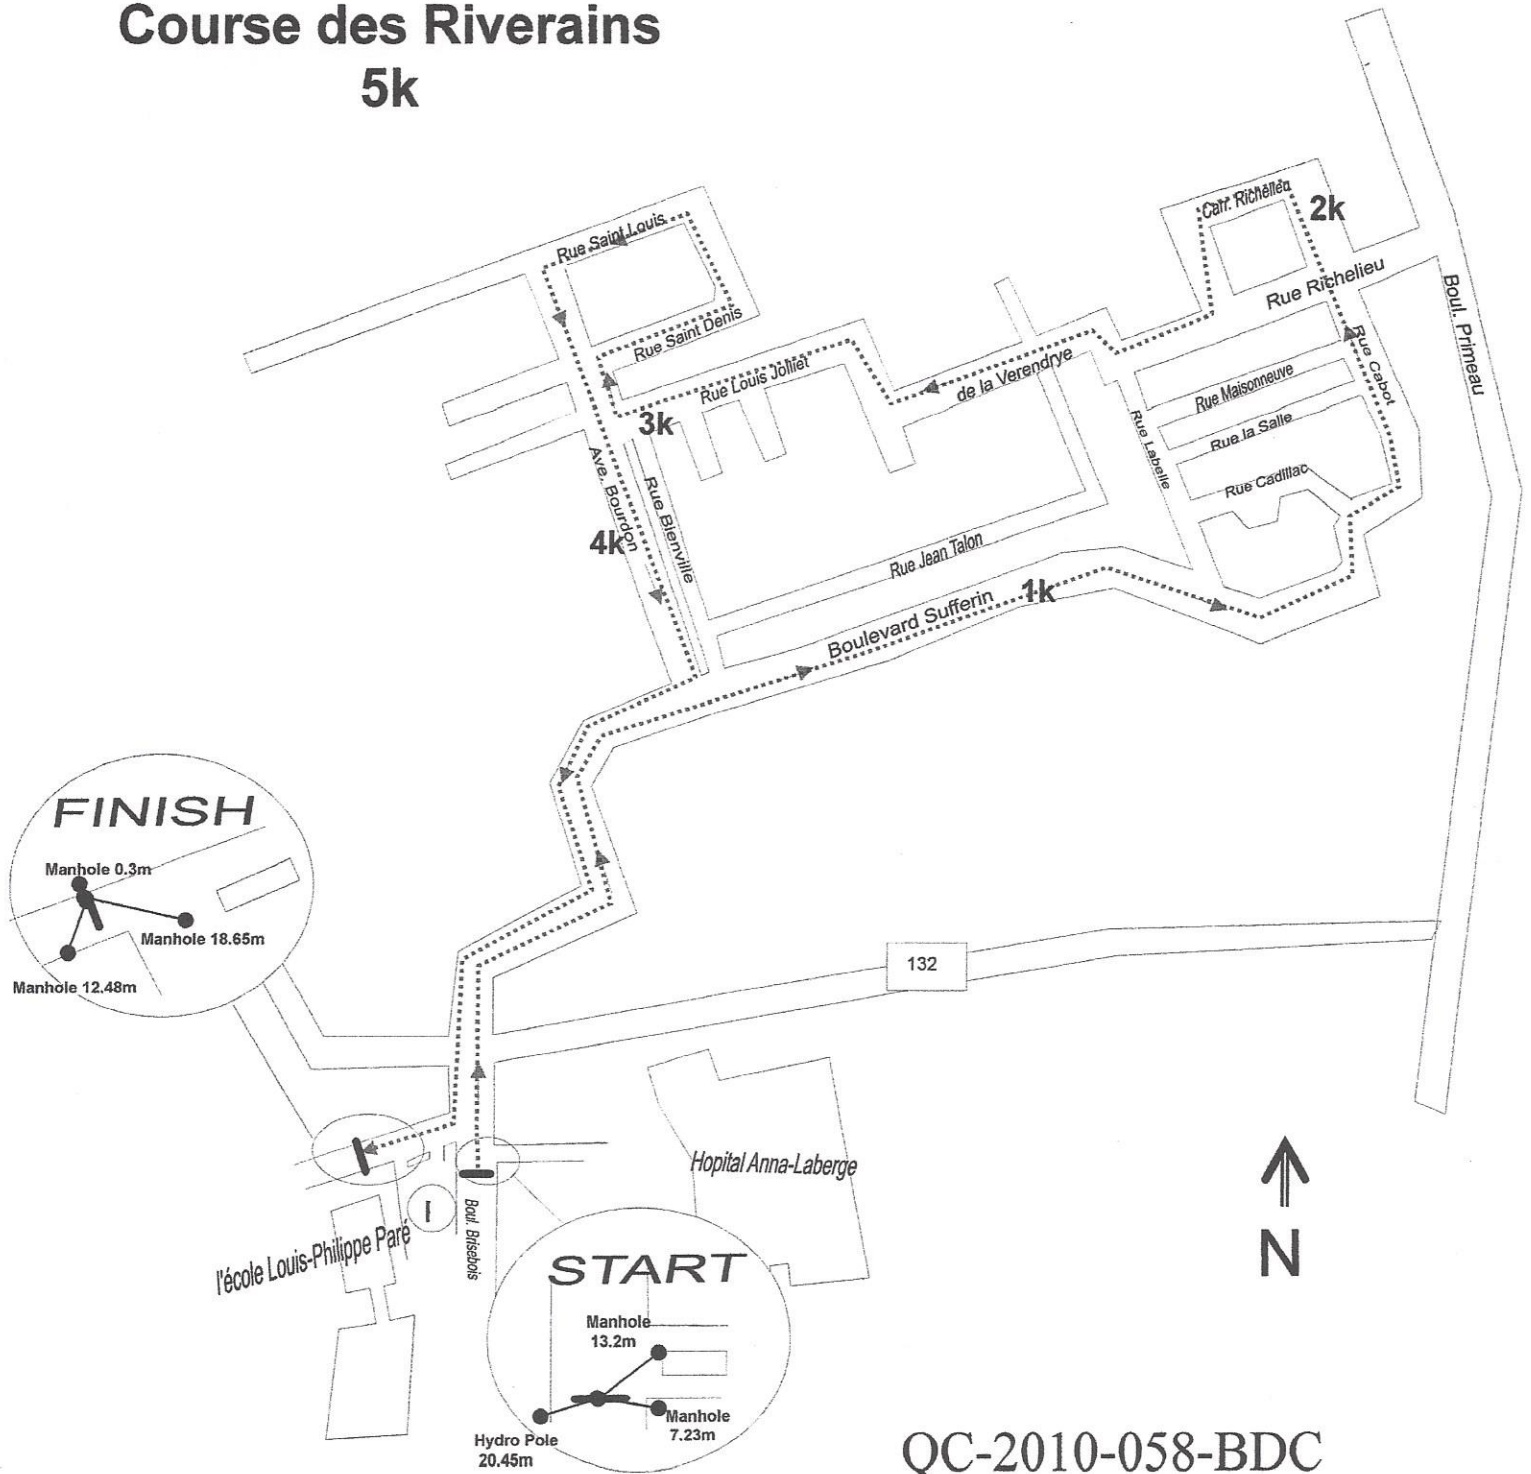 Course des Riverains
5k
Carr. Richelieu
2k
Rue Saint Louis
Rue Richelieu
Boul. Primeau
Rue Saint Denis
Rue Cabot
de la Verendrye
Rue Louis Jolliet
Rue Maisonneuve
3k
Rue la Salle
Rue Labelle
Rue Cadillac
Ave. Bourdon
Rue Bienville
4k
Rue Jean Talon
1k
Boulevard Sufferin
FINISH
Manhole 0.3m
Manhole 18.65m
Manhole 12.48m
132
Hopital Anna-Laberge
I
Boul. Brisebois
l'école Louis-Philippe Paré
N
START
Manhole
13.2m
Manhole
7.23m
Hydro Pole
20.45m
QC-2010-058-BDC